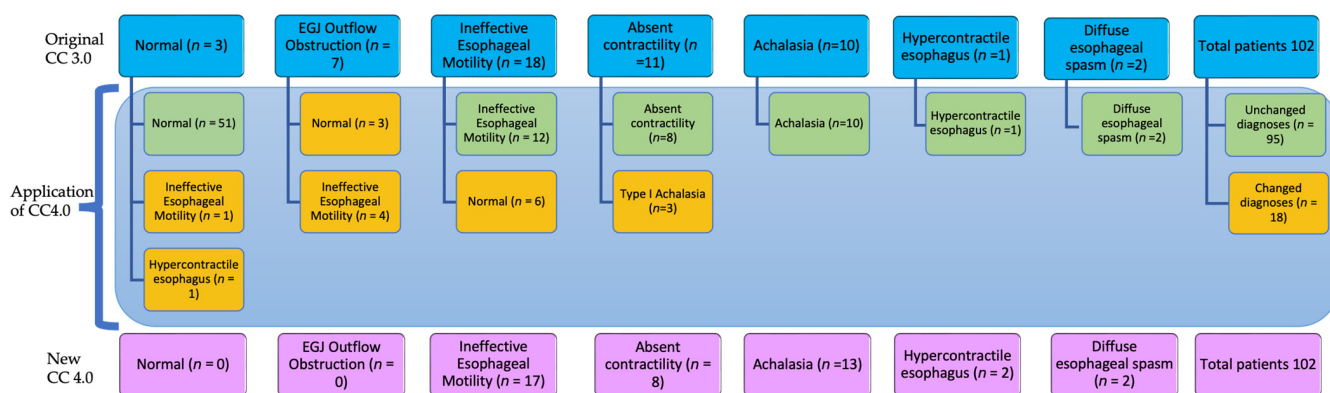 Original
CC 3.0
Normal (n = 3)
EGJ Outflow
Obstruction (n =
7)
Ineffective
Esophageal
Motility (n = 18)
Absent
contractility (n
=11)
Achalasia (n=10)
Hypercontractile
esophagus (n =1)
Diffuse
esophageal
spasm (n =2)
Total patients 102
Application
of CC4.0
Normal (n = 51)
Normal (n = 3)
Ineffective
Esophageal
Motility (n = 12)
Absent
contractility
(n=8)
Achalasia (n=10)
Hypercontractile
esophagus (n=1)
Diffuse
esophageal
spasm (n=2)
Unchanged
diagnoses (n =
95)
Ineffective
Esophageal
Motility (n = 1)
Ineffective
Esophageal
Motility (n = 4)
Normal (n = 6)
Type I Achalasia
(n=3)
Changed
diagnoses (n =
18)
Hypercontractile
esophagus (n =
1)
New
CC 4.0
Normal (n = 0)
EGJ Outflow
Obstruction (n =
0)
Ineffective
Esophageal
Motility (n = 17)
Absent
contractility (n =
8)
Achalasia (n =13)
Hypercontractile
esophagus (n = 2)
Diffuse
esophageal spasm
(n = 2)
Total patients 102